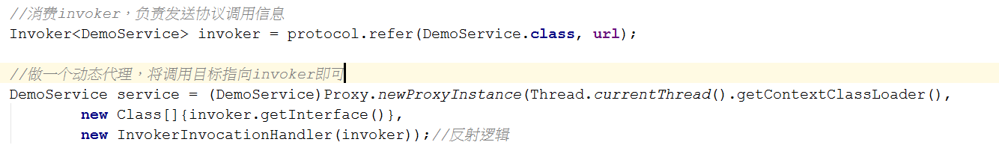 //消费invoker，负责发送协议调用信息
Invoker<DemoService> invoker = protocol.refer(DemoService.class, url);
//做一个动态代理，将调用目标指向invoker即可
DemoService service = (DemoService)Proxy.newProxyInstance(Thread.currentThread().getContextClassLoader(),
new Class[]{invoker.getInterface()},
new InvokerInvocationHandler(invoker));//反射逻辑